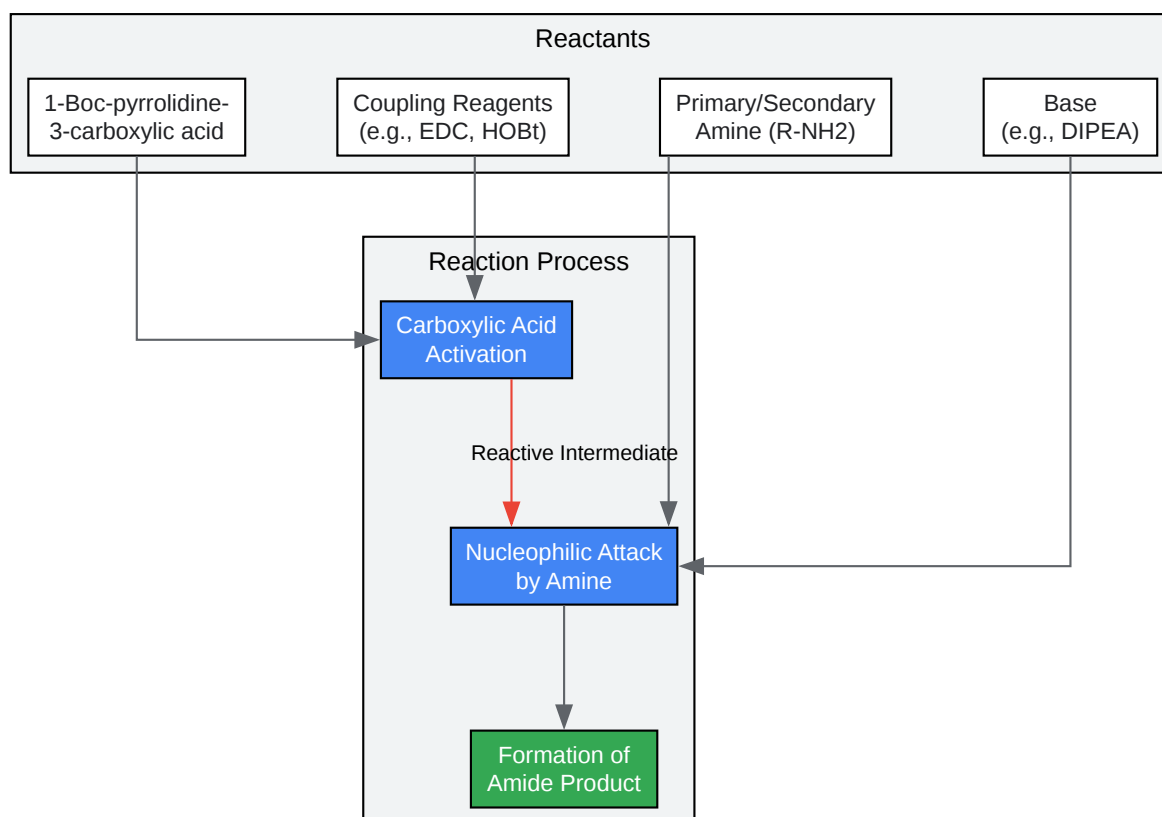 Reactants
1-Boc-pyrrolidine-
3-carboxylic acid
Coupling Reagents
(e.g., EDC, HOBt)
Primary/Secondary
Amine (R-NH2)
Base
(e.g., DIPEA)
Reaction Process
Carboxylic Acid
Activation
Reactive Intermediate
Nucleophilic Attack
by Amine
Formation of
Amide Product